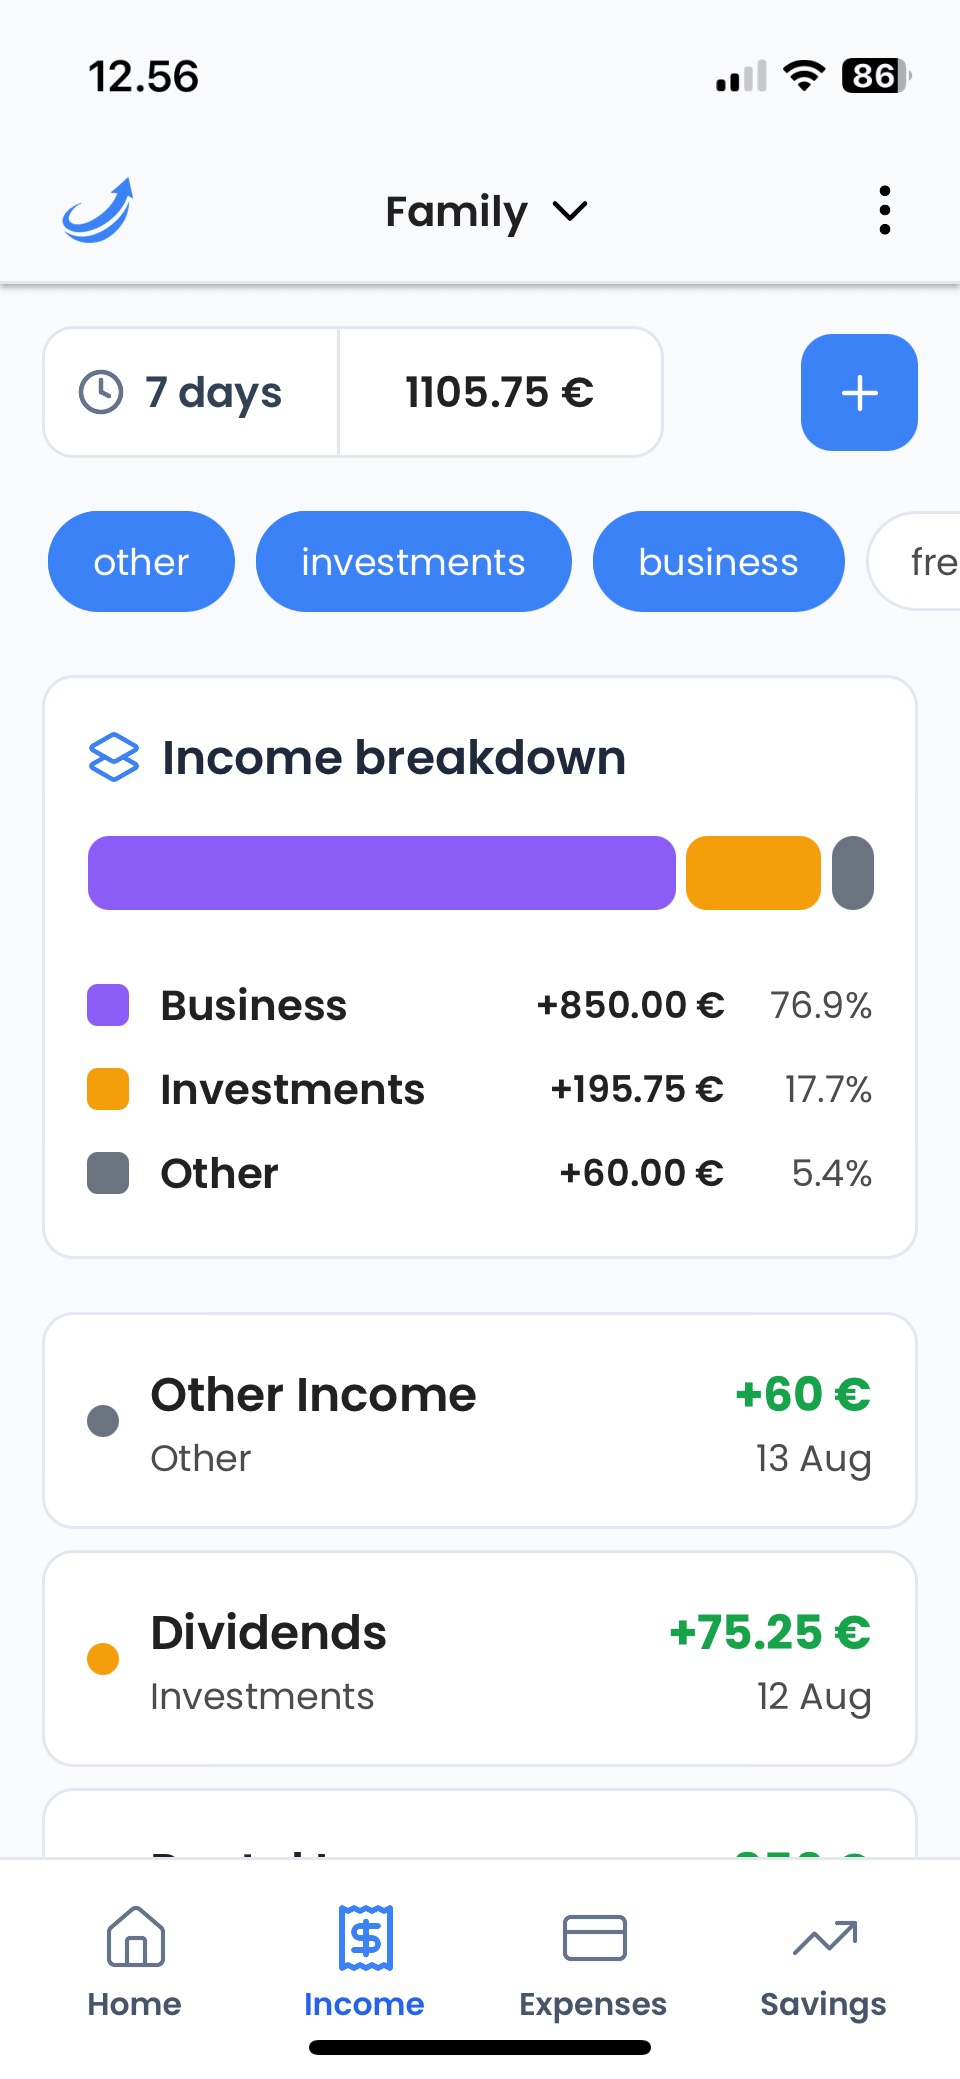 12.56
86
Family
7 days
1105.75 €
other
investments
business
fre
Income breakdown
Business +850.00 € 76.9%
Investments +195.75 € 17.7%
Other +60.00 € 5.4%
Other Income +60 €
Other 13 Aug
Dividends +75.25 €
Investments 12 Aug
Home
Income
Expenses
Savings